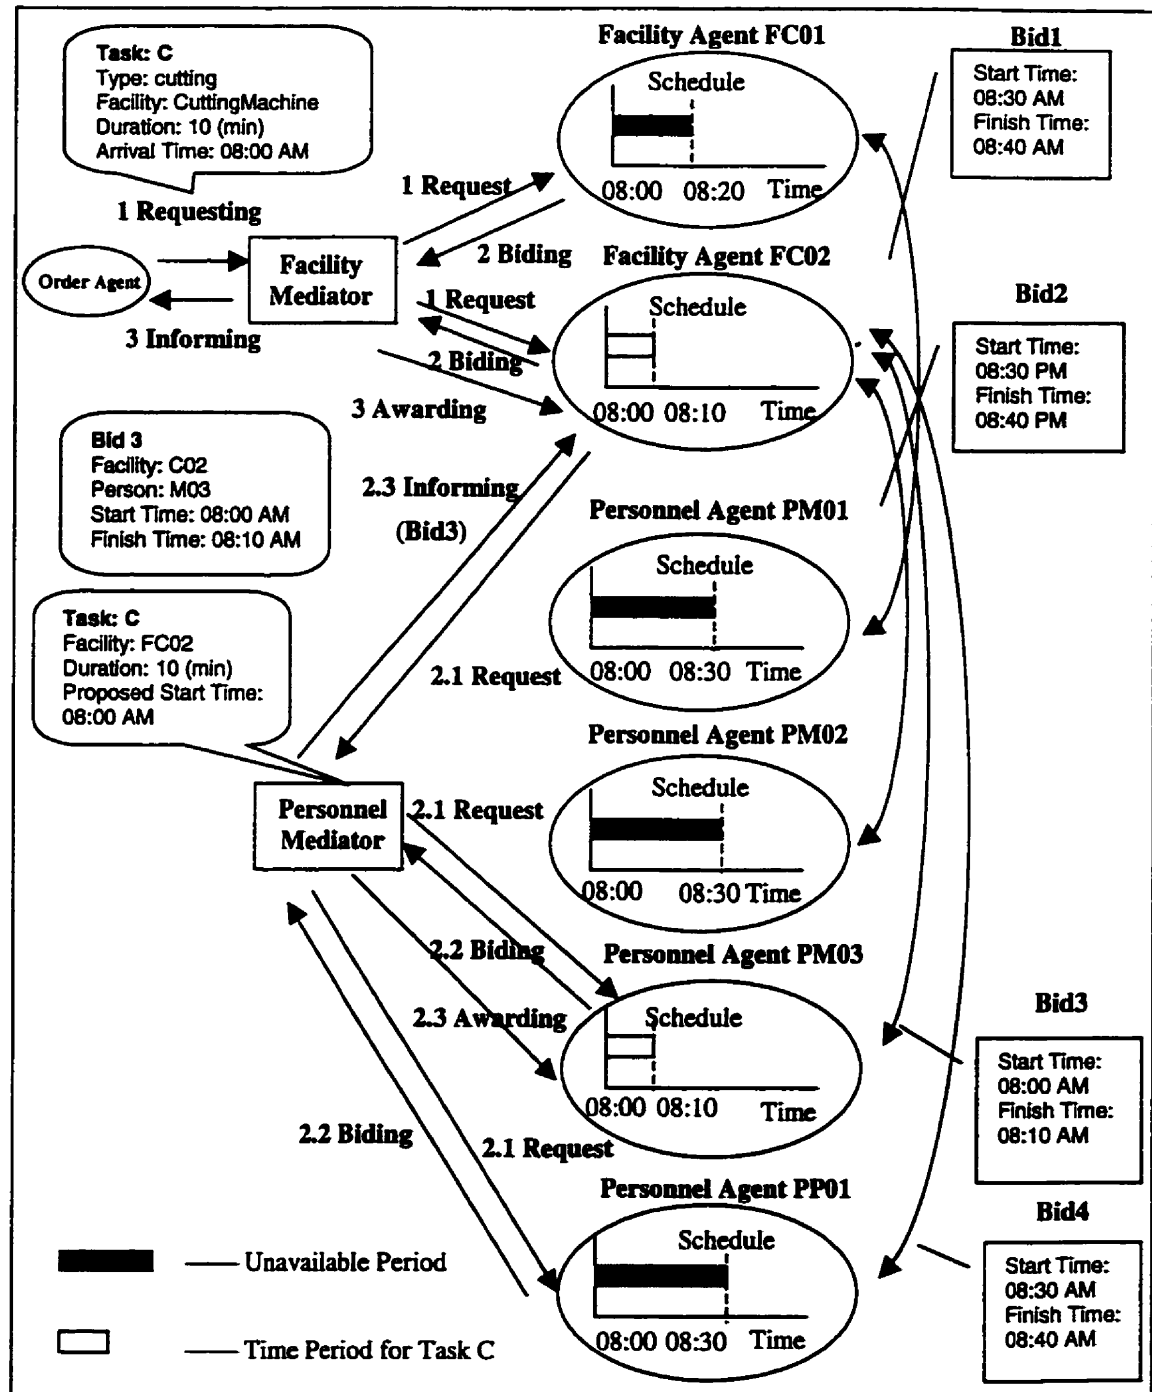 Task: C
Type: cutting
Facility: CuttingMachine
Duration: 10 (min)
Arrival Time: 08:00 AM
Facility Agent FC01
Schedule
08:00 08:20 Time
Bid1
Start Time:
08:30 AM
Finish Time:
08:40 AM
1 Requesting
1 Request
2 Biding
Order Agent
Facility
Mediator
3 Informing
1 Request
2 Biding
3 Awarding
Facility Agent FC02
Schedule
08:00 08:10 Time
Bid2
Start Time:
08:30 PM
Finish Time:
08:40 PM
Bid 3
Facility: C02
Person: M03
Start Time: 08:00 AM
Finish Time: 08:10 AM
2.3 Informing
(Bid3)
Personnel Agent PM01
Schedule
08:00 08:30 Time
Task: C
Facility: FC02
Duration: 10 (min)
Proposed Start Time:
08:00 AM
2.1 Request
Personnel Agent PM02
Schedule
08:00 08:30 Time
Personnel
Mediator
2.1 Request
2.2 Biding
2.3 Awarding
Personnel Agent PM03
Schedule
08:00 08:10 Time
Bid3
Start Time:
08:00 AM
Finish Time:
08:10 AM
2.2 Biding
2.1 Request
Personnel Agent PP01
Schedule
08:00 08:30 Time
Bid4
Start Time:
08:30 AM
Finish Time:
08:40 AM
Unavailable Period
Time Period for Task C